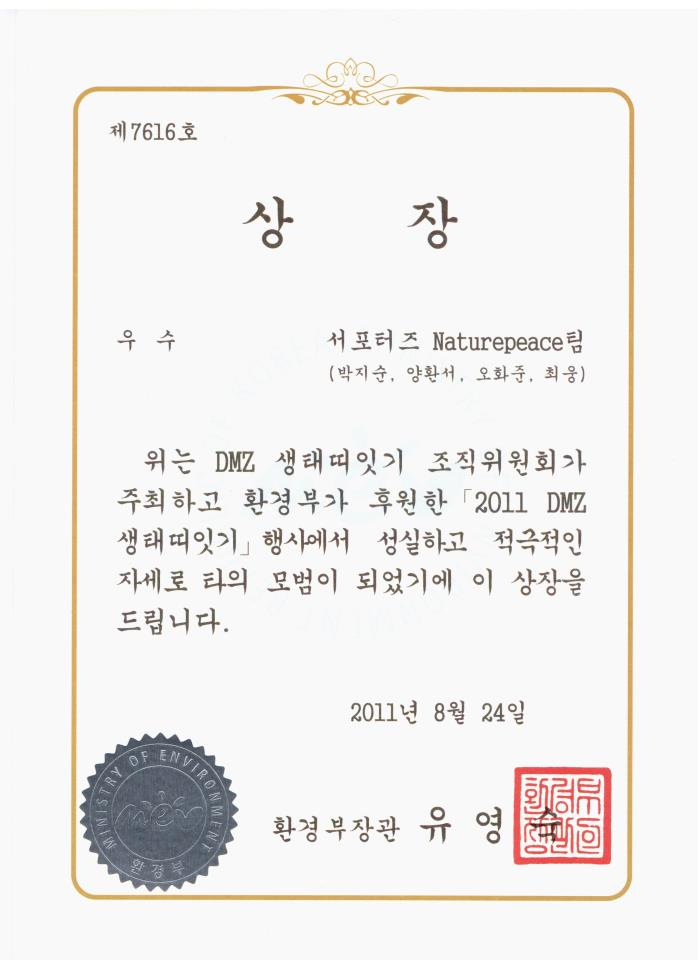 제7616호
상 장
우 수 서포터즈 Naturepeace팀
(박지순, 양환서, 오화준, 최웅)
위는 DMZ 생태띠잇기 조직위원회가
주최하고 환경부가 후원한「2011 DMZ
생태띠잇기」행사에서 성실하고 적극적인
자세로 타의 모범이 되었기에 이 상장을
드립니다.
2011년 8월 24일
MINISTRY OF ENVIRONMENT
mev
환경부
환경부장관 유 영 숙